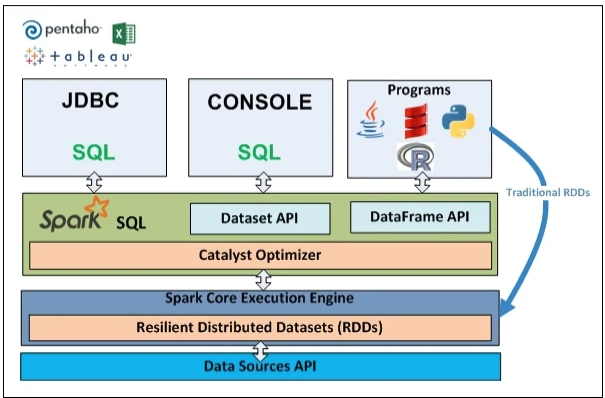 pentaho
+ableau
JDBC
SQL
CONSOLE
SQL
Programs
R
Traditional RDDs
Spark SQL
Dataset API
DataFrame API
Catalyst Optimizer
Spark Core Execution Engine
Resilient Distributed Datasets (RDDs)
Data Sources API